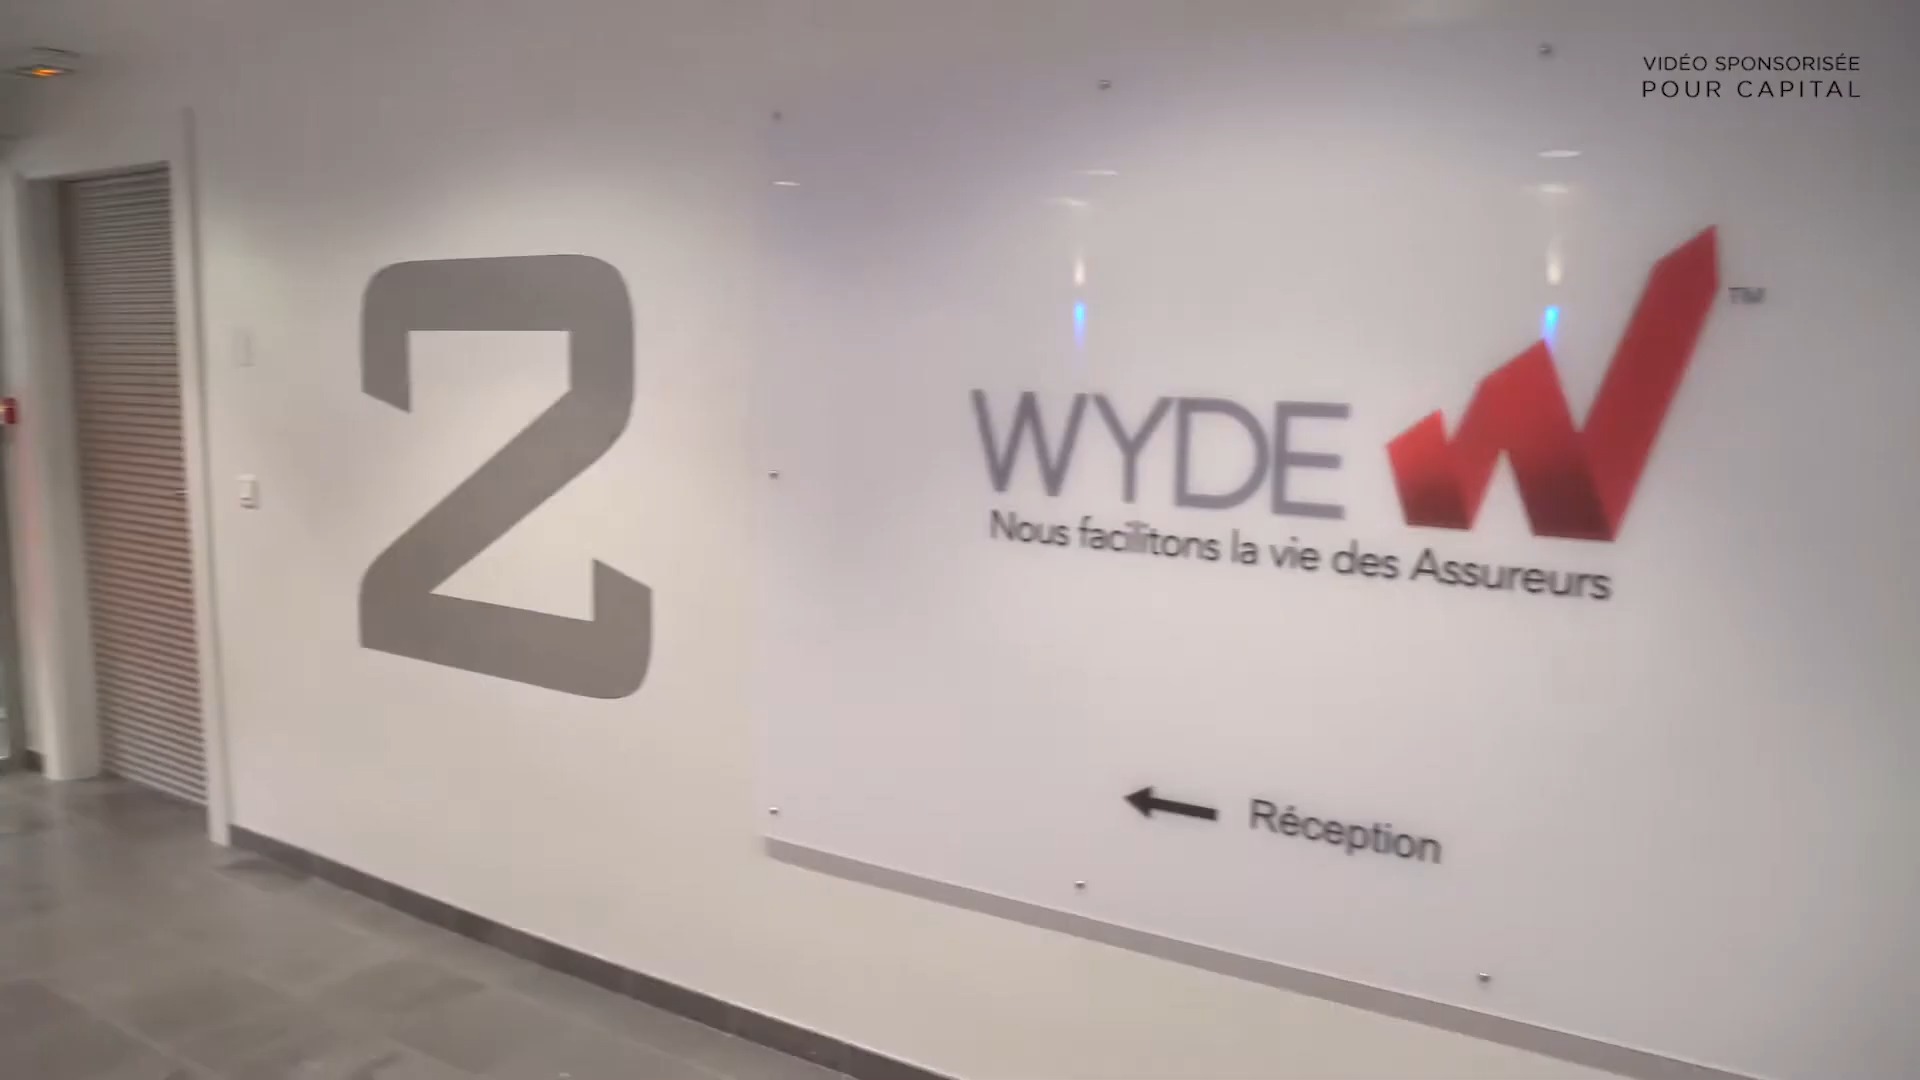 VIDÉO SPONSORISÉE
POUR CAPITAL
2
WYDE
TM
Nous facilitons la vie des Assureurs
Réception